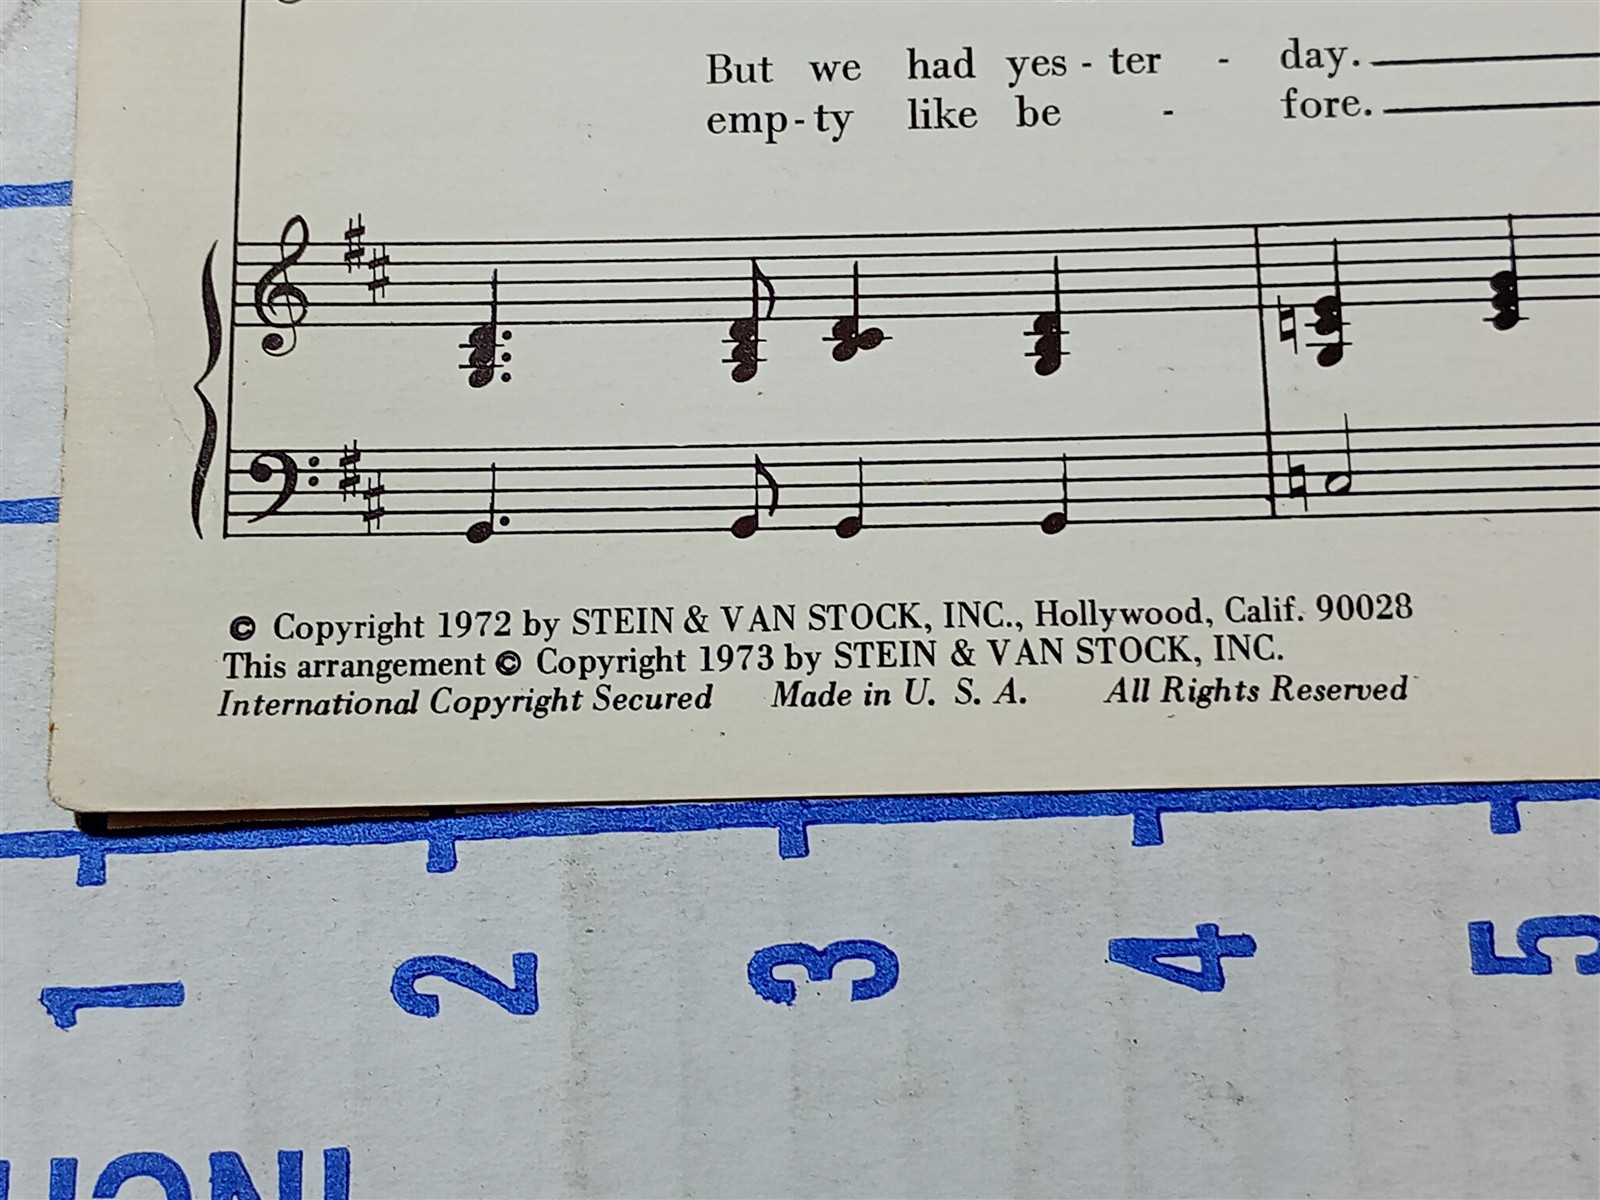 But we had yes - ter - day.
emp - ty like be - fore.
© Copyright 1972 by STEIN & VAN STOCK, INC., Hollywood, Calif. 90028
This arrangement © Copyright 1973 by STEIN & VAN STOCK, INC.
International Copyright Secured Made in U. S. A. All Rights Reserved
1 2 3 4 5